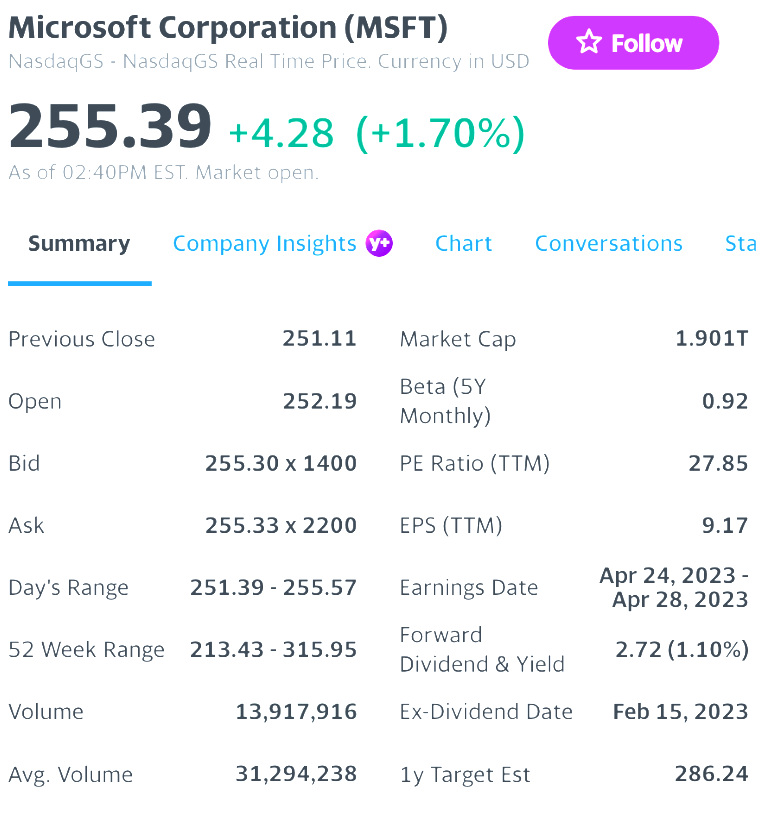 Microsoft Corporation (MSFT)
Follow
NasdaqGS - NasdaqGS Real Time Price. Currency in USD
255.39 +4.28 (+1.70%)
As of 02:40PM EST. Market open.
Summary Company Insights y+ Chart Conversations Sta
Previous Close 251.11
Open 252.19
Bid 255.30 x 1400
Ask 255.33 x 2200
Day's Range 251.39 - 255.57
52 Week Range 213.43 - 315.95
Volume 13,917,916
Avg. Volume 31,294,238
Market Cap 1.901T
Beta (5Y
Monthly) 0.92
PE Ratio (TTM) 27.85
EPS (TTM) 9.17
Earnings Date Apr 24, 2023 -
Apr 28, 2023
Forward
Dividend & Yield 2.72 (1.10%)
Ex-Dividend Date Feb 15, 2023
1y Target Est 286.24